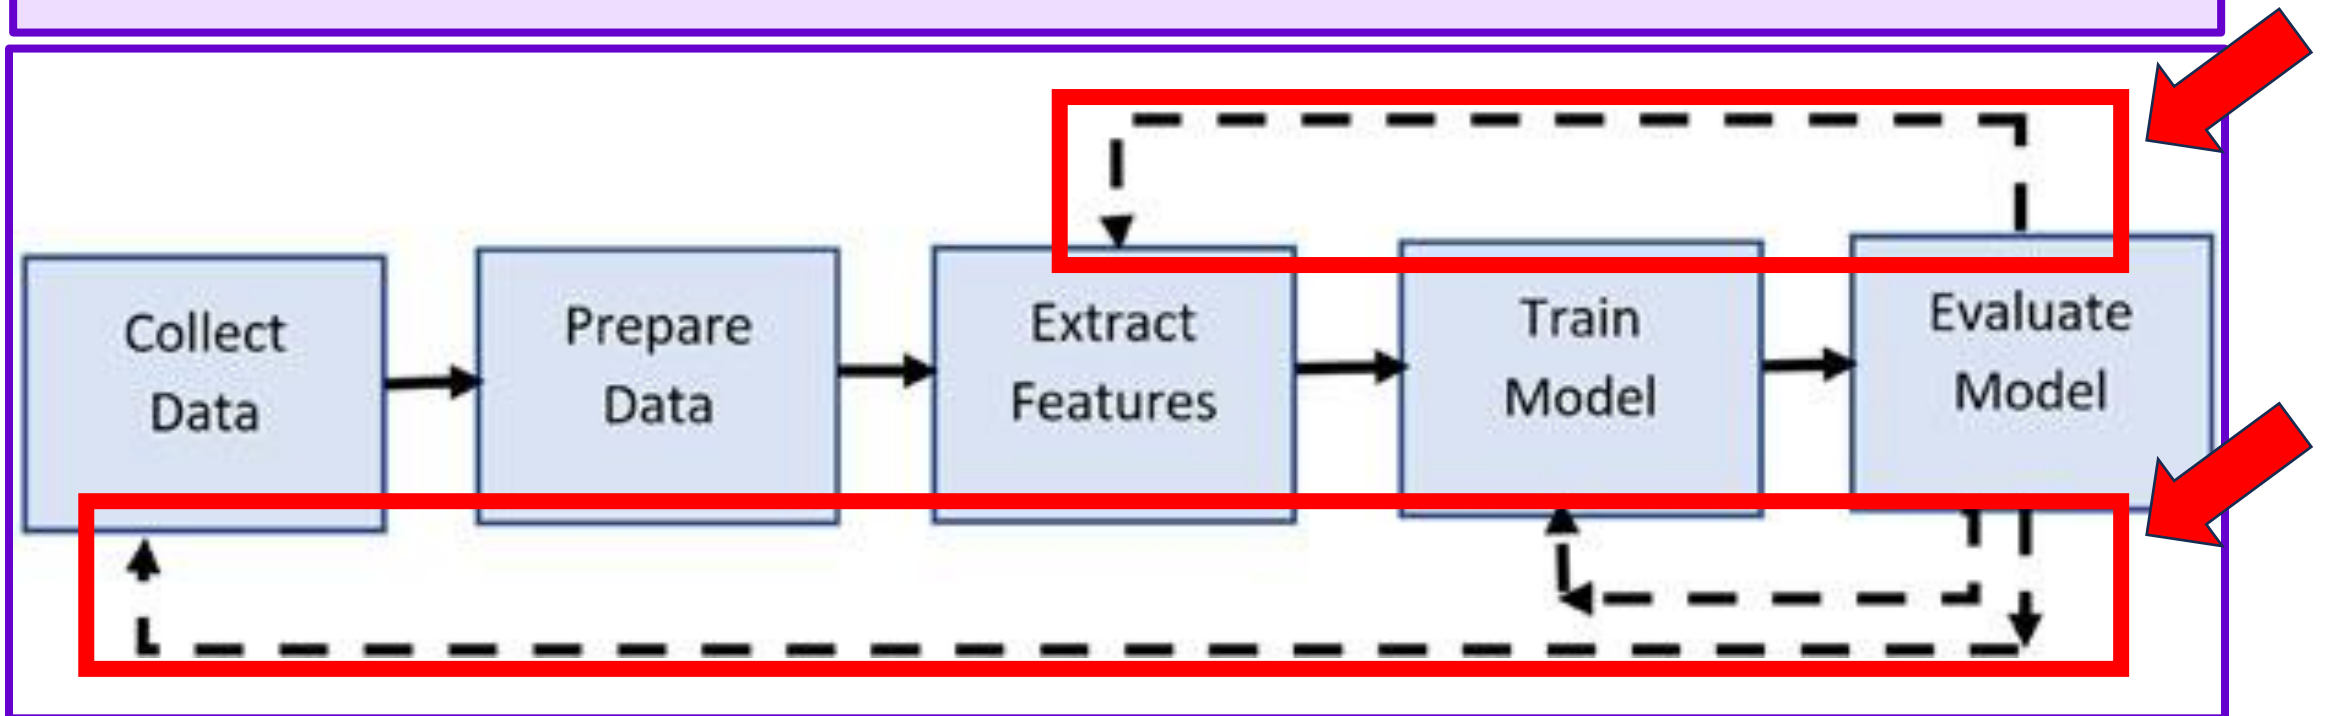 Collect
Data
Prepare
Data
Extract
Features
Train
Model
Evaluate
Model